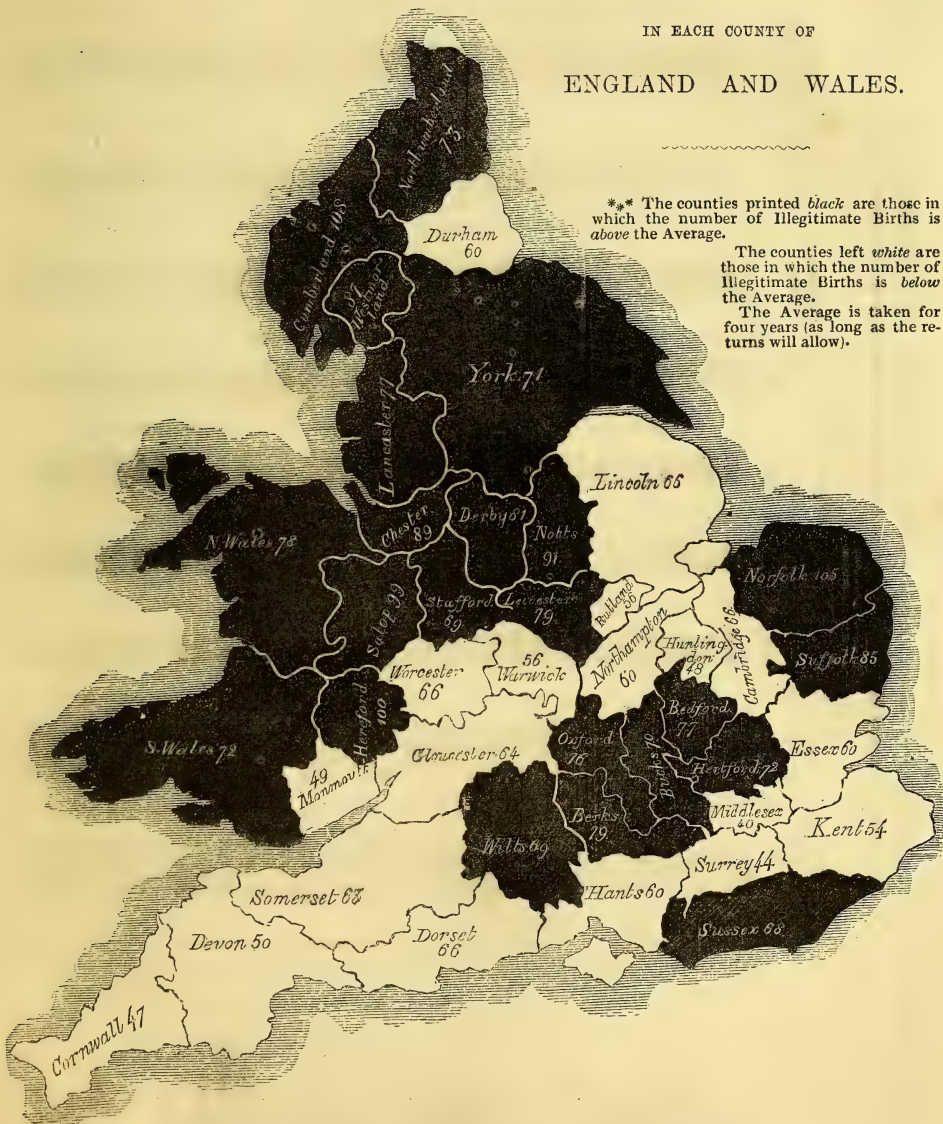 IN EACH COUNTY OF
ENGLAND AND WALES.
*** The counties printed black are those in
which the number of Illegitimate Births is
above the Average.
The counties left white are
those in which the number of
Illegitimate Births is below
the Average.
The Average is taken for
four years (as long as the re-
turns will allow).
Northumberland
73
Cumberland 108
Durham
60
87
Westmor
land
York 71
Lancaster 77
Lincoln 65
Chester
89
Derby 81
Notts
91
N. Wales 78
Salop 99
Stafford
69
Leicester
79
Rutland
56
Norfolk 105
Suffolk 85
Northampton
60
Hunting
don
48
Cambridge 66
Worcester
66
56
Warwick
Hereford
100
S. Wales 72
49
Monmouth
Gloucester 64
Oxford
76
Bucks 70
Bedford
77
Hertford 72
Essex 60
Berks
79
Middlesex
40
Wilts 69
Kent 54
Surrey 44
Hants 60
Sussex 68
Somerset
Dorset
66
Devon 50
Cornwall 47